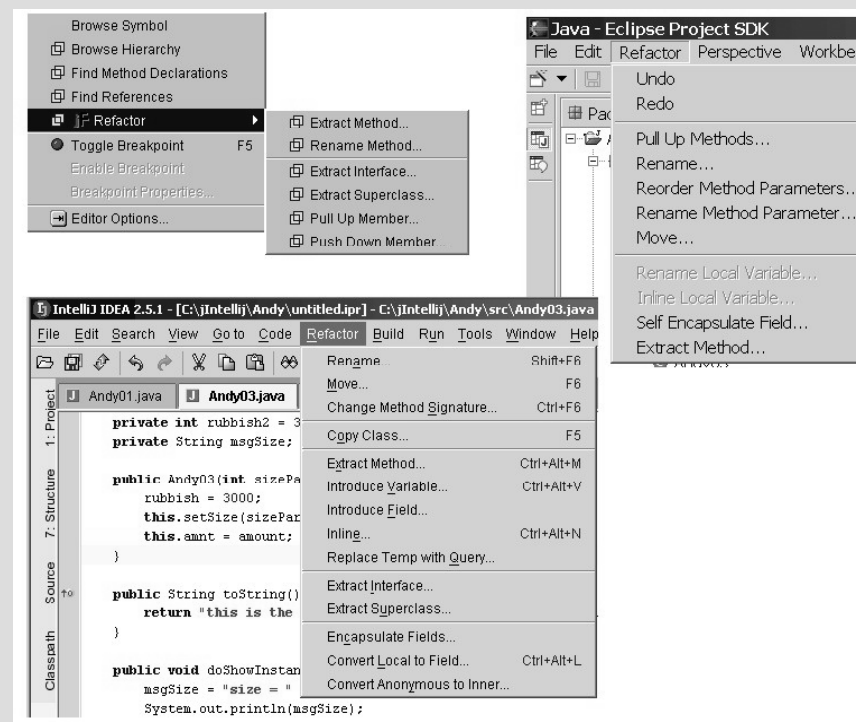 Browse Symbol
Browse Hierarchy
Find Method Declarations
Find References
Refactor
Toggle Breakpoint F5
Enable Breakpoint
Breakpoint Properties...
Editor Options...
Extract Method...
Rename Method...
Extract Interface...
Extract Superclass...
Pull Up Member...
Push Down Member...
Java - Eclipse Project SDK
File Edit Refactor Perspective Workbe
Pac
Undo
Redo
Pull Up Methods...
Rename...
Reorder Method Parameters...
Rename Method Parameter...
Move...
Rename Local Variable...
Inline Local Variable...
Self Encapsulate Field...
Extract Method...
IntelliJ IDEA 2.5.1 - [C:\jIntellij\Andy\untitled.ipr] - C:\jIntellij\Andy\src\Andy03.java
File Edit Search View Go to Code Refactor Build Run Tools Window Help
1: Project
7: Structure
Source
Classpath
Andy01.java Andy03.java
private int rubbish2 = 3
private String msgSize;
public Andy03(int sizePa
rubbish = 3000;
this.setSize(sizePar
this.amnt = amount;
}
public String toString()
return "this is the
}
public void doShowInstan
msgSize = "size = "
System.out.println(msgSize);
Rename...
Shift+F6
Move... F6
Change Method Signature... Ctrl+F6
Copy Class... F5
Extract Method... Ctrl+Alt+M
Introduce Variable... Ctrl+Alt+V
Introduce Field...
Inline... Ctrl+Alt+N
Replace Temp with Query...
Extract Interface...
Extract Superclass...
Encapsulate Fields...
Convert Local to Field... Ctrl+Alt+L
Convert Anonymous to Inner...